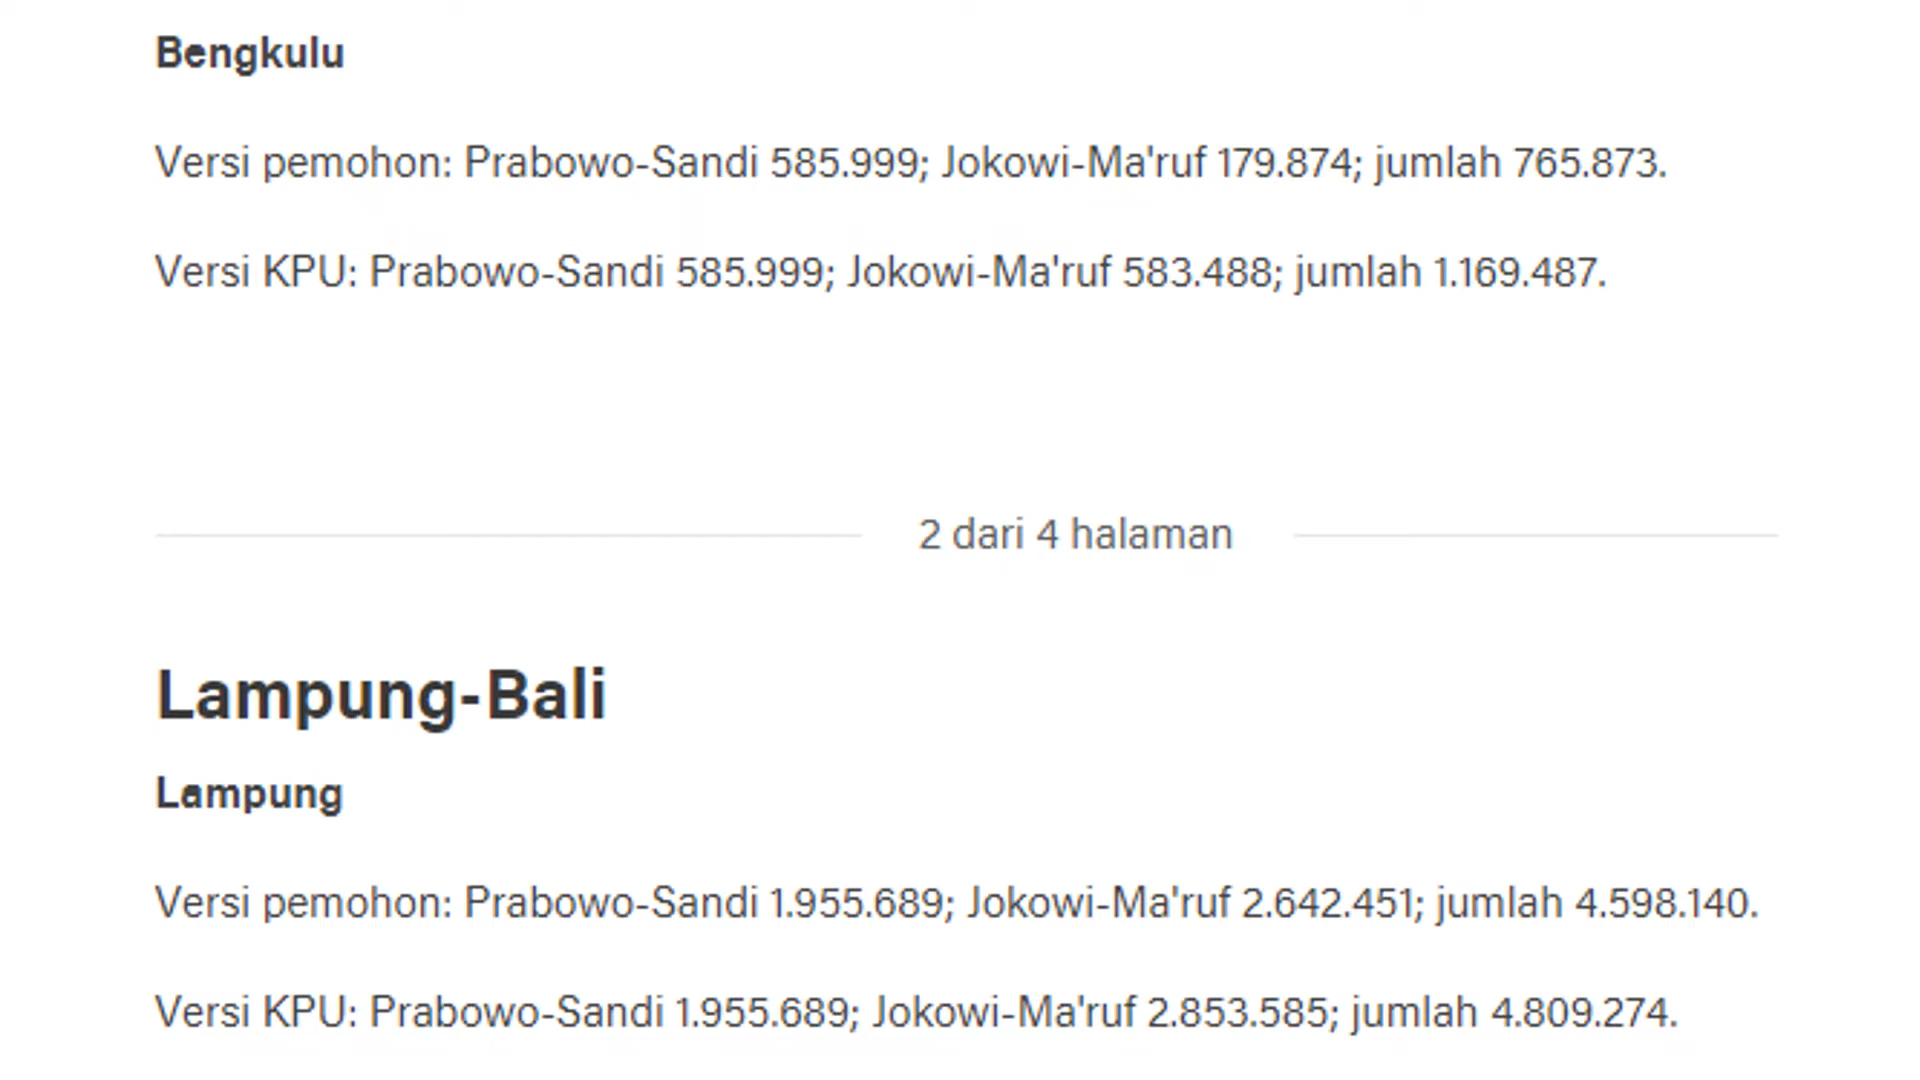 Bengkulu
Versi pemohon: Prabowo-Sandi 585.999; Jokowi-Ma'ruf 179.874; jumlah 765.873.
Versi KPU: Prabowo-Sandi 585.999; Jokowi-Ma'ruf 583.488; jumlah 1.169.487.
2 dari 4 halaman
Lampung-Bali
Lampung
Versi pemohon: Prabowo-Sandi 1.955.689; Jokowi-Ma'ruf 2.642.451; jumlah 4.598.140.
Versi KPU: Prabowo-Sandi 1.955.689; Jokowi-Ma'ruf 2.853.585; jumlah 4.809.274.